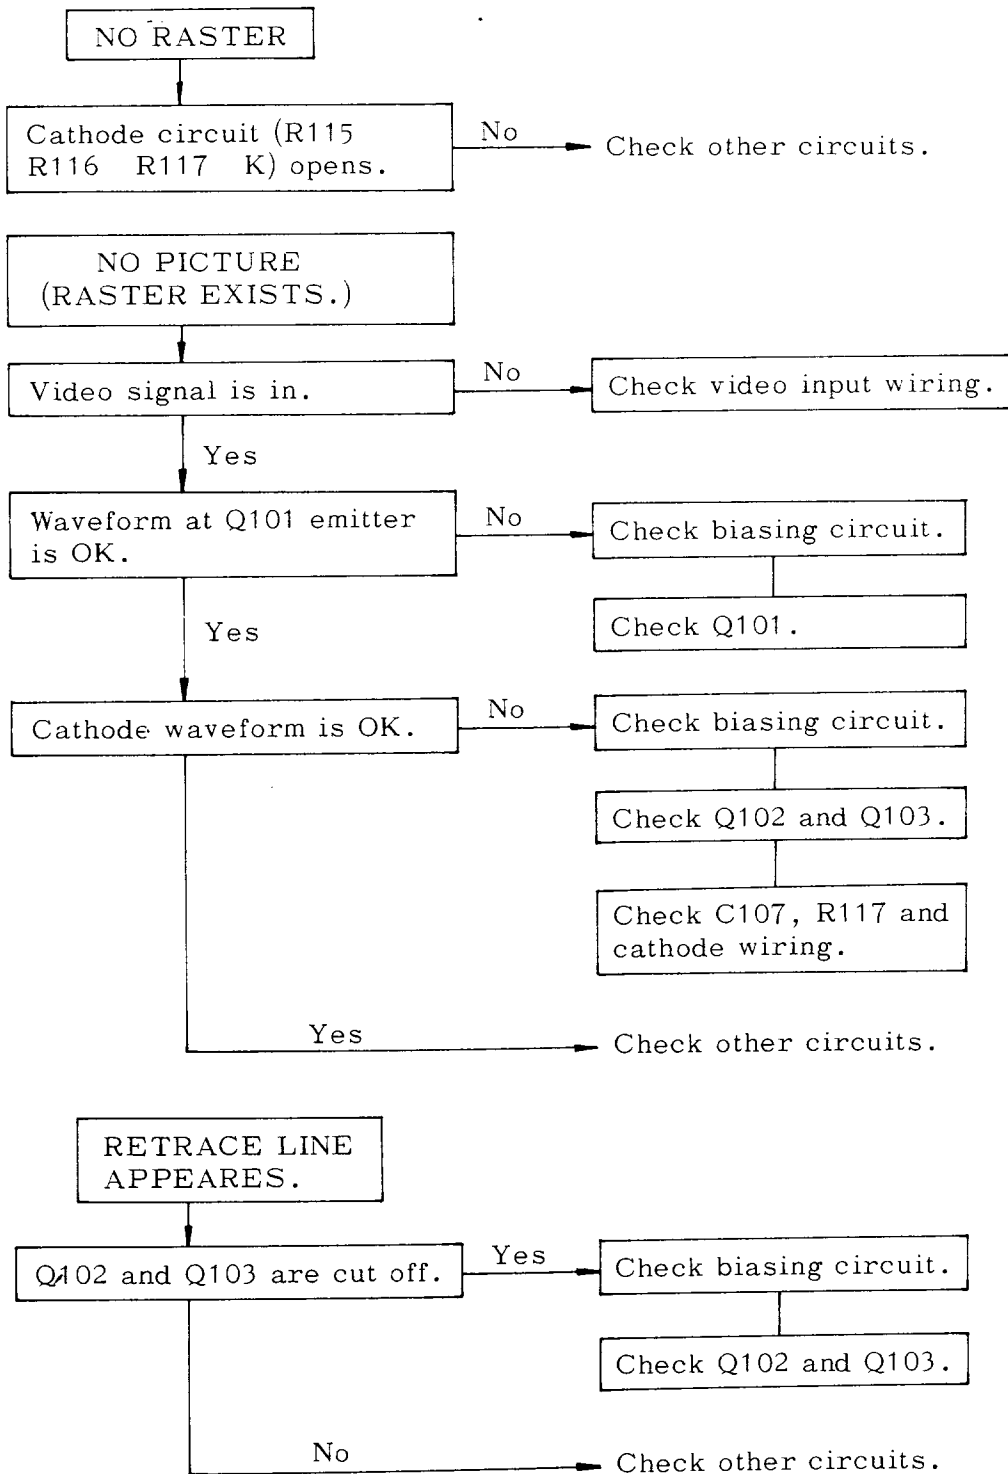 NO RASTER
Cathode circuit (R115
R116 R117 K) opens.
No
Check other circuits.
NO PICTURE
(RASTER EXISTS.)
Video signal is in.
No
Check video input wiring.
Yes
Waveform at Q101 emitter
is OK.
No
Check biasing circuit.
Check Q101.
Yes
Cathode waveform is OK.
No
Check biasing circuit.
Check Q102 and Q103.
Check C107, R117 and
cathode wiring.
Yes
Check other circuits.
RETRACE LINE
APPEARES.
Q102 and Q103 are cut off.
Yes
Check biasing circuit.
Check Q102 and Q103.
No
Check other circuits.